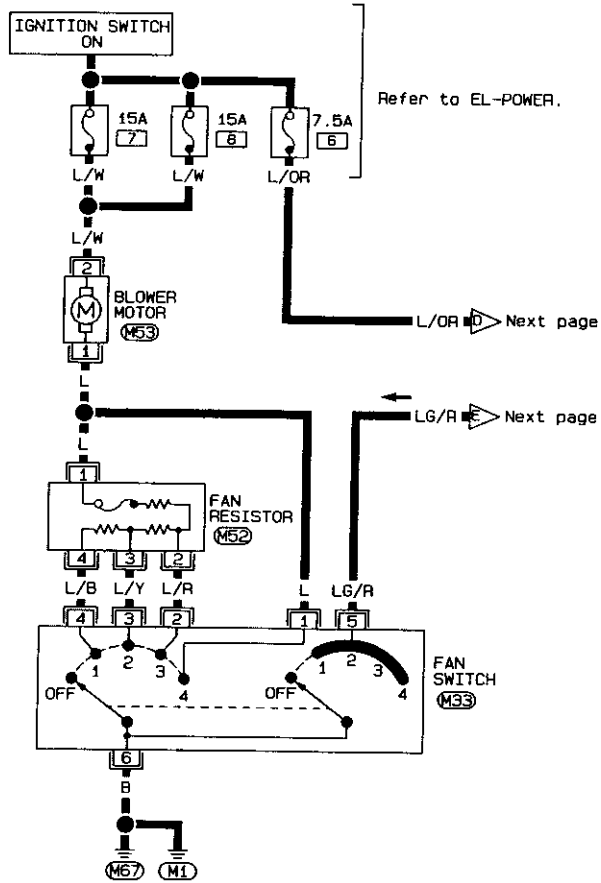 IGNITION SWITCH
ON
Refer to EL-POWER.
15A
7
15A
8
7.5A
6
L/W
L/W
L/OR
L/W
2
BLOWER
MOTOR
M53
M
1
L/OR
D
Next page
L
LG/R
E
Next page
L
1
FAN
RESISTOR
M52
4
3
2
L/B
L/Y
L/R
L
LG/R
4
3
2
1
5
1
2
3
4
OFF
1
2
3
4
OFF
FAN
SWITCH
M33
6
B
M67
M1